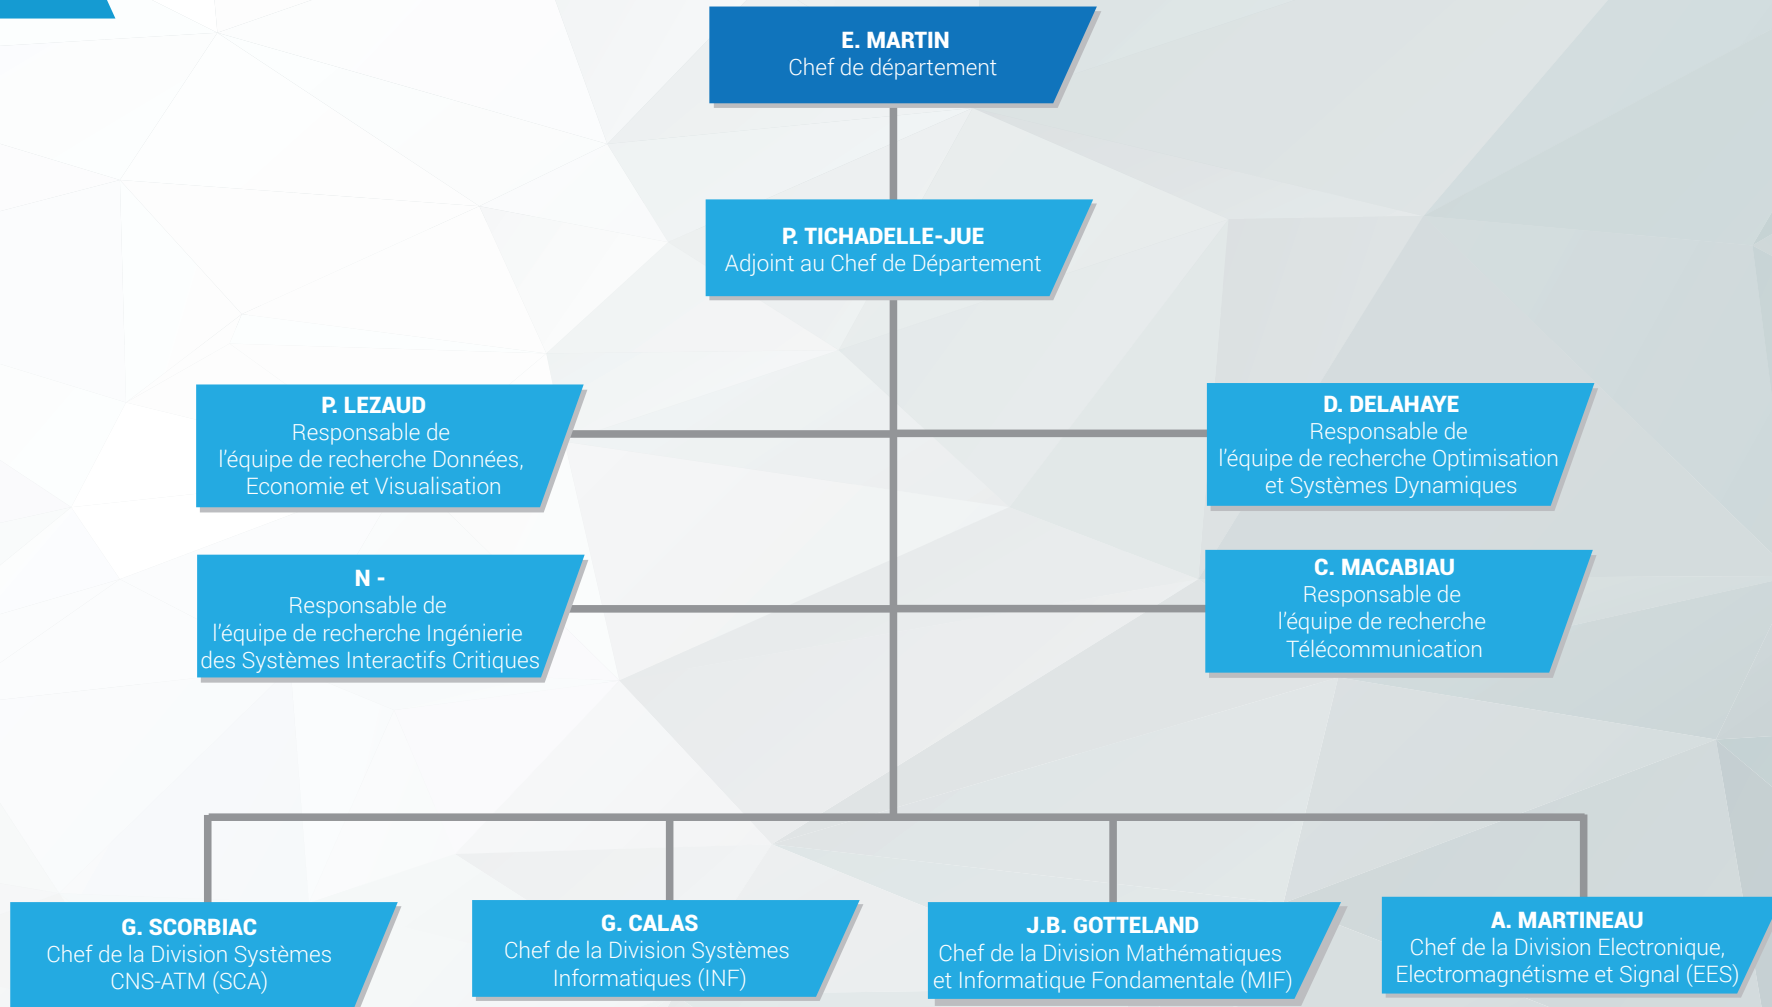 E. MARTIN
Chef de département
P. TICHADELLE-JUE
Adjoint au Chef de Département
P. LEZAUD
Responsable de
l'équipe de recherche Données,
Economie et Visualisation
D. DELAHAYE
Responsable de
l'équipe de recherche Optimisation
et Systèmes Dynamiques
N -
Responsable de
l'équipe de recherche Ingénierie
des Systèmes Interactifs Critiques
C. MACABIAU
Responsable de
l'équipe de recherche
Télécommunication
G. SCORBIAC
Chef de la Division Systèmes
CNS-ATM (SCA)
G. CALAS
Chef de la Division Systèmes
Informatiques (INF)
J.B. GOTTELAND
Chef de la Division Mathématiques
et Informatique Fondamentale (MIF)
A. MARTINEAU
Chef de la Division Electronique,
Electromagnétisme et Signal (EES)